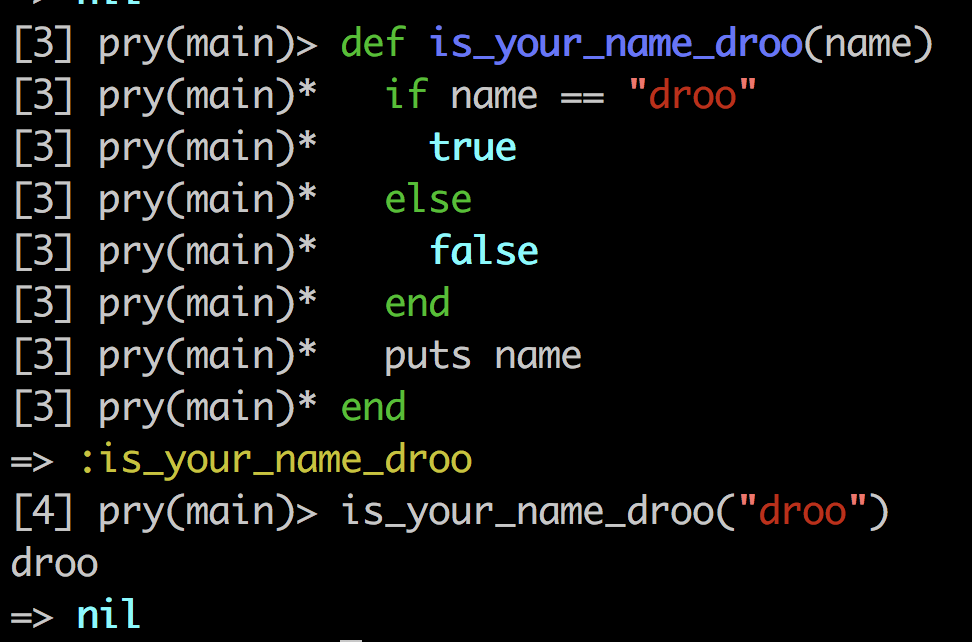 => nil
[3] pry(main)> def is_your_name_droo(name)
[3] pry(main)*   if name == "droo"
[3] pry(main)*     true
[3] pry(main)*   else
[3] pry(main)*     false
[3] pry(main)*   end
[3] pry(main)*   puts name
[3] pry(main)* end
=> :is_your_name_droo
[4] pry(main)> is_your_name_droo("droo")
droo
=> nil